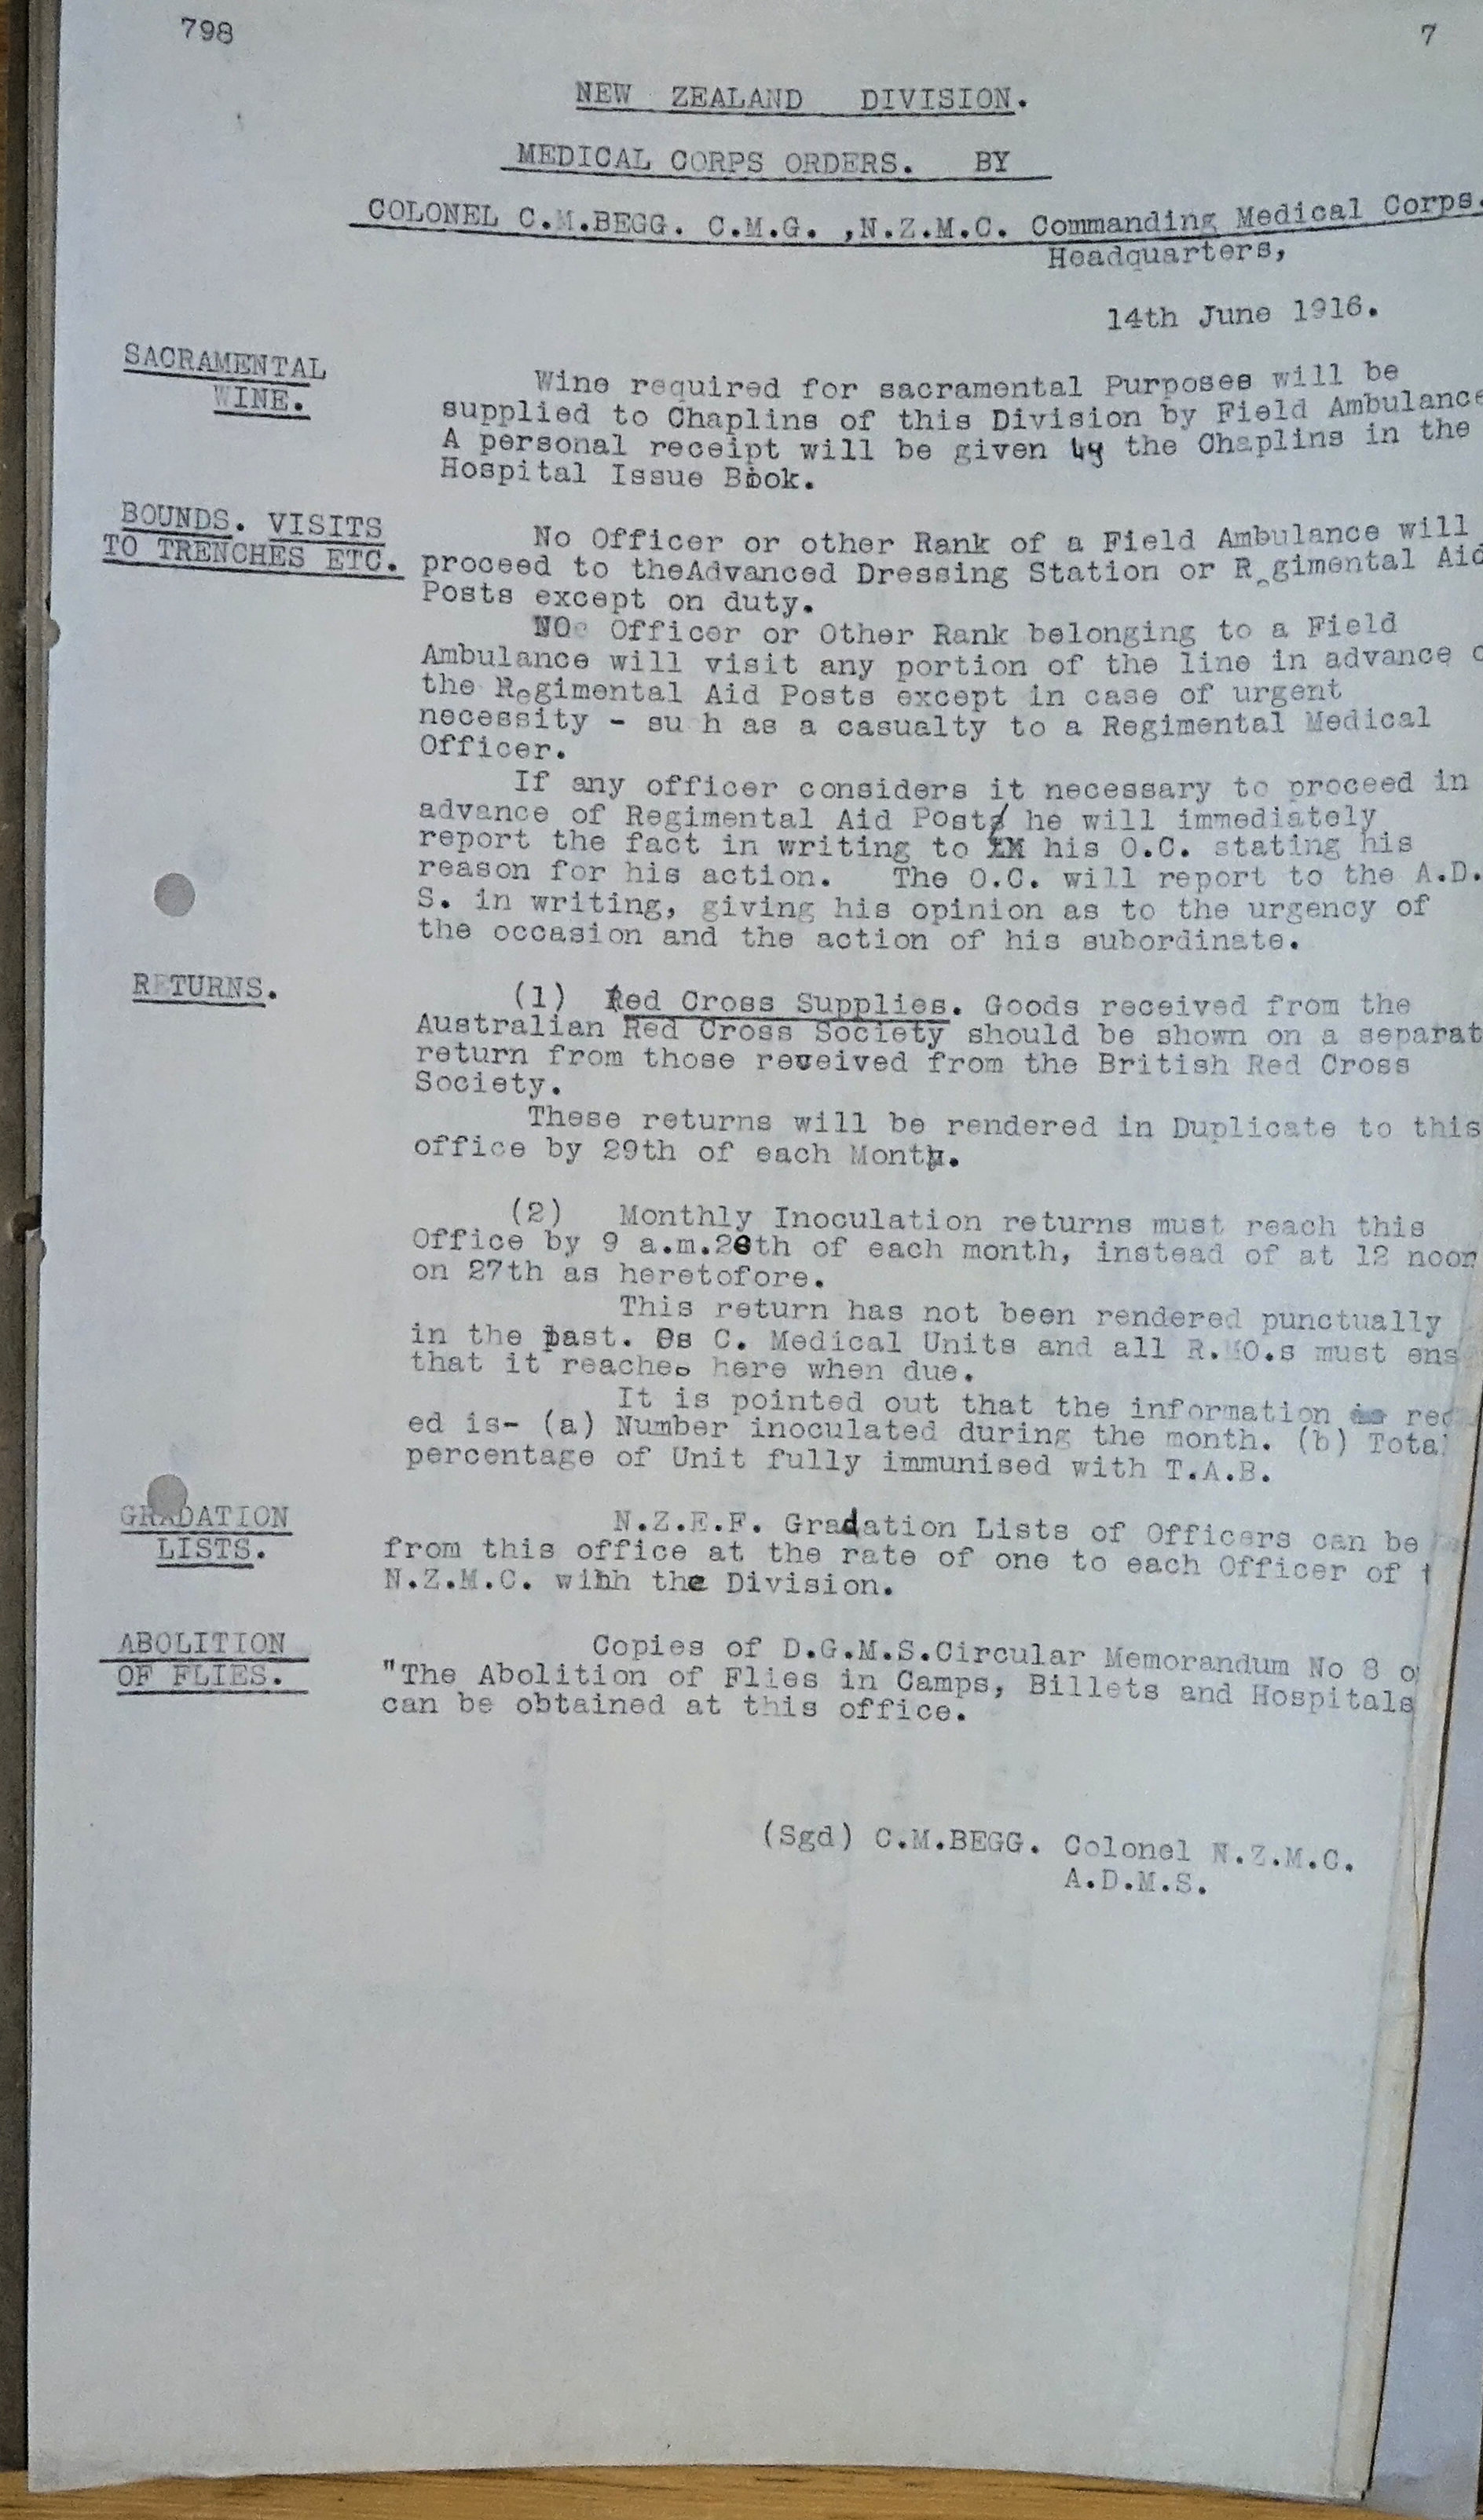 798
7
NEW ZEALAND DIVISION.
MEDICAL CORPS ORDERS. BY
COLONEL C.M.BEGG. C.M.G. ,N.Z.M.C. Commanding Medical Corps.
Headquarters,
14th June 1916.
SACRAMENTAL
WINE.
Wine required for sacramental Purposes will be
supplied to Chaplins of this Division by Field Ambulance
A personal receipt will be given by the Chaplins in the
Hospital Issue Book.
BOUNDS. VISITS
TO TRENCHES ETC.
No Officer or other Rank of a Field Ambulance will
proceed to theAdvanced Dressing Station or Regimental Aid
Posts except on duty.
NO Officer or Other Rank belonging to a Field
Ambulance will visit any portion of the line in advance o
the Regimental Aid Posts except in case of urgent
necessity - su h as a casualty to a Regimental Medical
Officer.
If any officer considers it necessary to proceed in
advance of Regimental Aid Posts he will immediately
report the fact in writing to his O.C. stating his
reason for his action. The O.C. will report to the A.D.
S. in writing, giving his opinion as to the urgency of
the occasion and the action of his subordinate.
RETURNS.
(1) Red Cross Supplies. Goods received from the
Australian Red Cross Society should be shown on a separat
return from those received from the British Red Cross
Society.
These returns will be rendered in Duplicate to this
office by 29th of each Month.
(2) Monthly Inoculation returns must reach this
Office by 9 a.m.26th of each month, instead of at 12 noon
on 27th as heretofore.
This return has not been rendered punctually
in the past. Os C. Medical Units and all R.MO.s must ens
that it reaches here when due.
It is pointed out that the information req
ed is- (a) Number inoculated during the month. (b) Total
percentage of Unit fully immunised with T.A.B.
GRADATION
LISTS.
N.Z.E.F. Gradation Lists of Officers can be
from this office at the rate of one to each Officer of t
N.Z.M.C. wihh the Division.
ABOLITION
OF FLIES.
Copies of D.G.M.S.Circular Memorandum No 8 o
"The Abolition of Flies in Camps, Billets and Hospitals
can be obtained at this office.
(Sgd) C.M.BEGG. Colonel N.Z.M.C.
A.D.M.S.